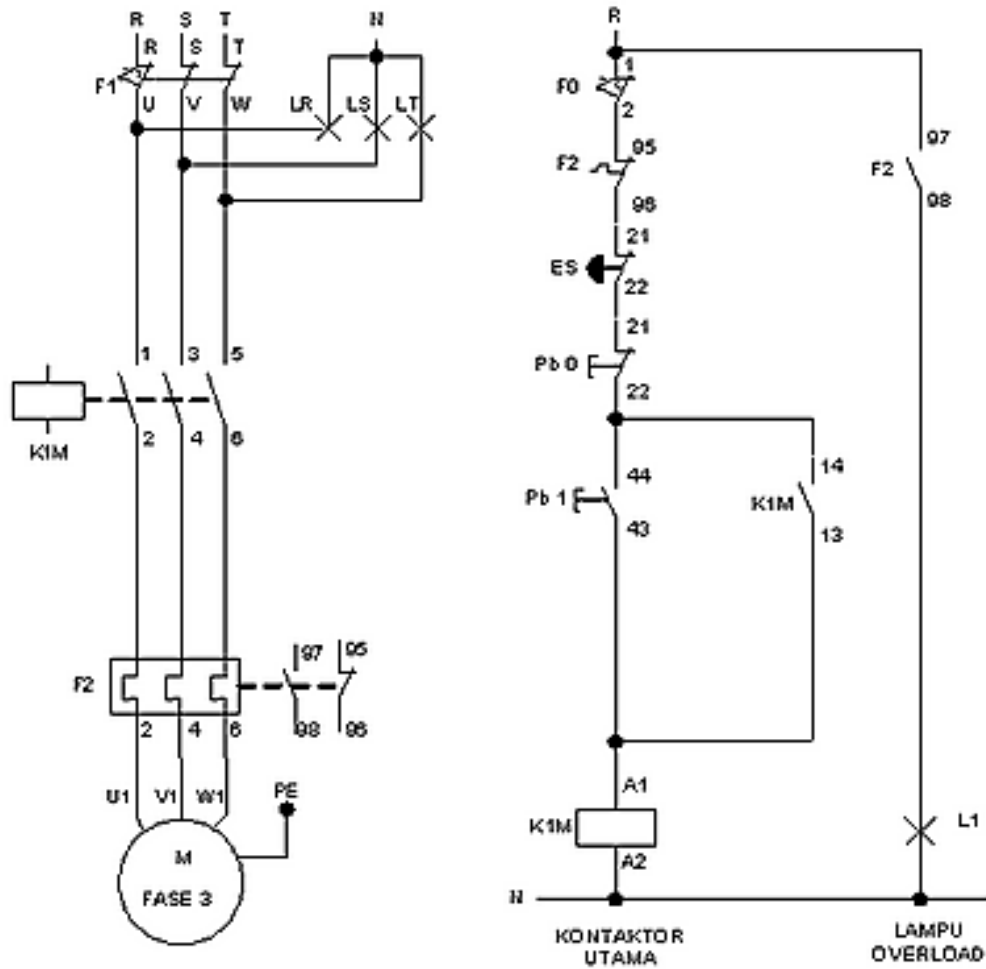 R S T N
R S T
F1
U V W
LR LS LT
1 3 5
K1M
2 4 6
97 95
F2
98 96
2 4 6
U1 V1 W1
PE
M
FASE 3
R
1
F0
2
95
F2
96
21
ES
22
21
Pb 0
22
44
Pb 1
43
14
K1M
13
A1
K1M
A2
N
KONTAKTOR
UTAMA
97
F2
98
L1
LAMPU
OVERLOAD